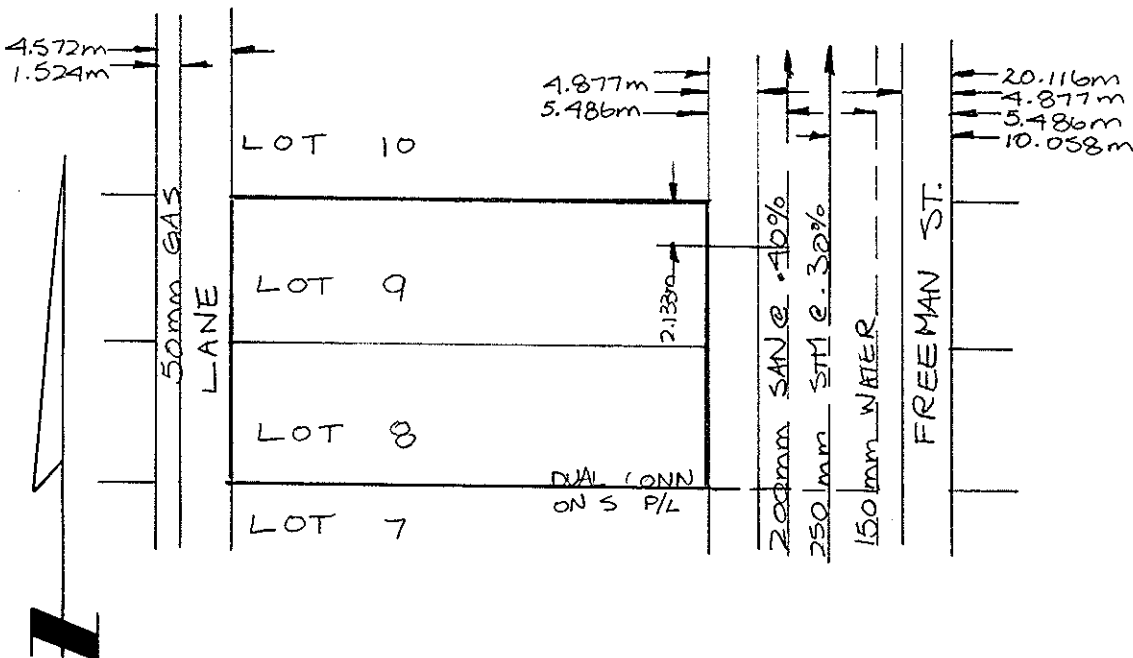 4.572m
1.524m
4.877m
5.486m
20.116m
4.877m
5.486m
10.058m
LOT 10
50mm GAS
LANE
LOT 9
2.133m
200mm SAN @ .40%
250mm STM @ .30%
150mm WATER
FREEMAN ST.
LOT 8
DUAL CONN
ON S P/L
LOT 7